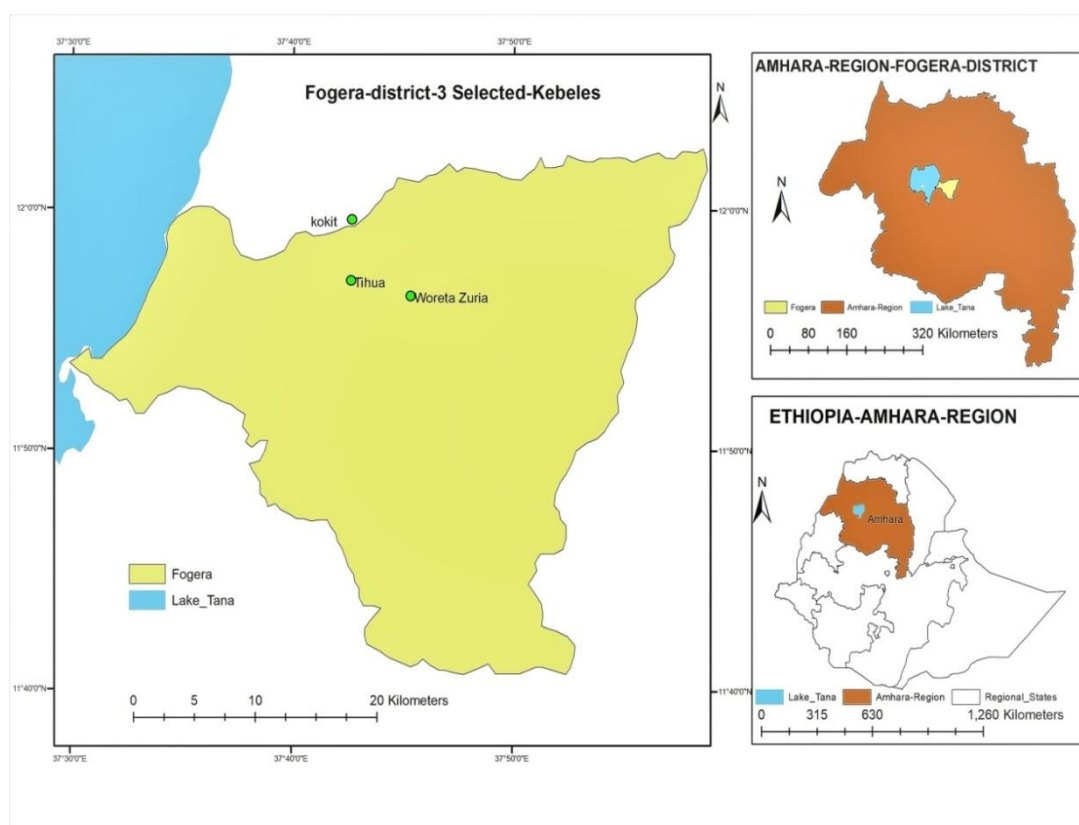 37°30'0"E 37°40'0"E 37°50'0"E
Fogera-district-3 Selected-Kebeles
N
12°0'0"N
12°0'0"N
kokit
Tihua
Woreta Zuria
11°50'0"N
11°50'0"N
Fogera
Lake_Tana
11°40'0"N
11°40'0"N
0 5 10 20 Kilometers
37°30'0"E 37°40'0"E 37°50'0"E
AMHARA-REGION-FOGERA-DISTRICT
N
Fogera Amhara-Region Lake_Tana
0 80 160 320 Kilometers
ETHIOPIA-AMHARA-REGION
N
Amhara
Lake_Tana Amhara-Region Regional_States
0 315 630 1,260 Kilometers